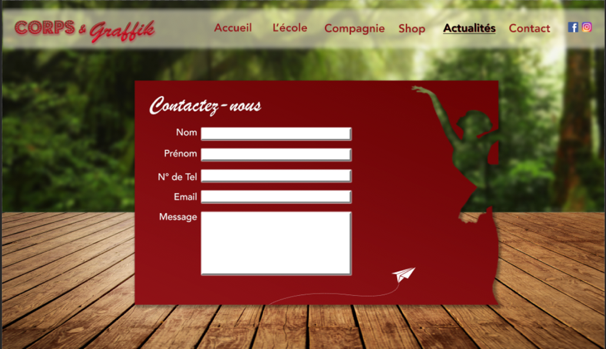 CORPS & Graffik Accueil L'école Compagnie Shop Actualités Contact
Contactez-nous
Nom
Prénom
N° de Tel
Email
Message